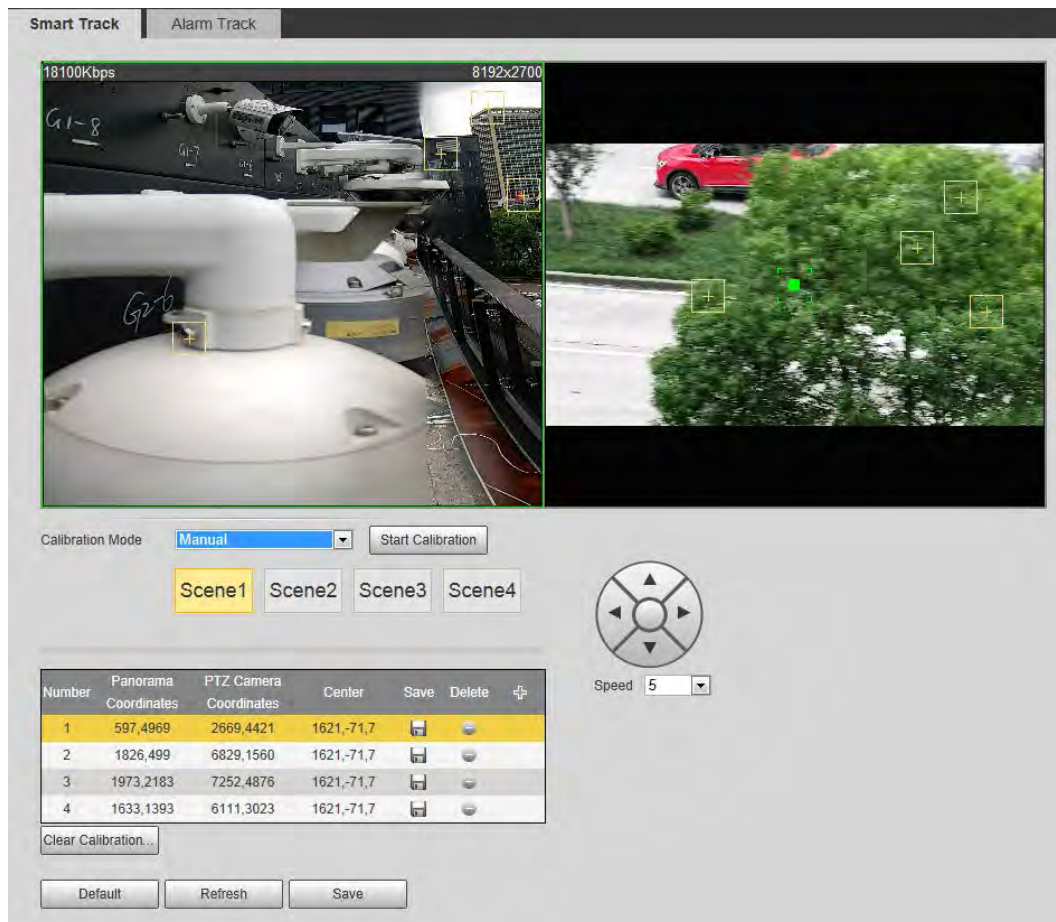 Smart Track Alarm Track
18100Kbps 8192x2700
G1-8
G1-7
G2-6
Calibration Mode Manual Start Calibration
Scene1 Scene2 Scene3 Scene4
Speed 5
Number Panorama Coordinates PTZ Camera Coordinates Center Save Delete
1 597,4969 2669,4421 1621,-71,7
2 1826,499 6829,1560 1621,-71,7
3 1973,2183 7252,4876 1621,-71,7
4 1633,1393 6111,3023 1621,-71,7
Clear Calibration...
Default Refresh Save